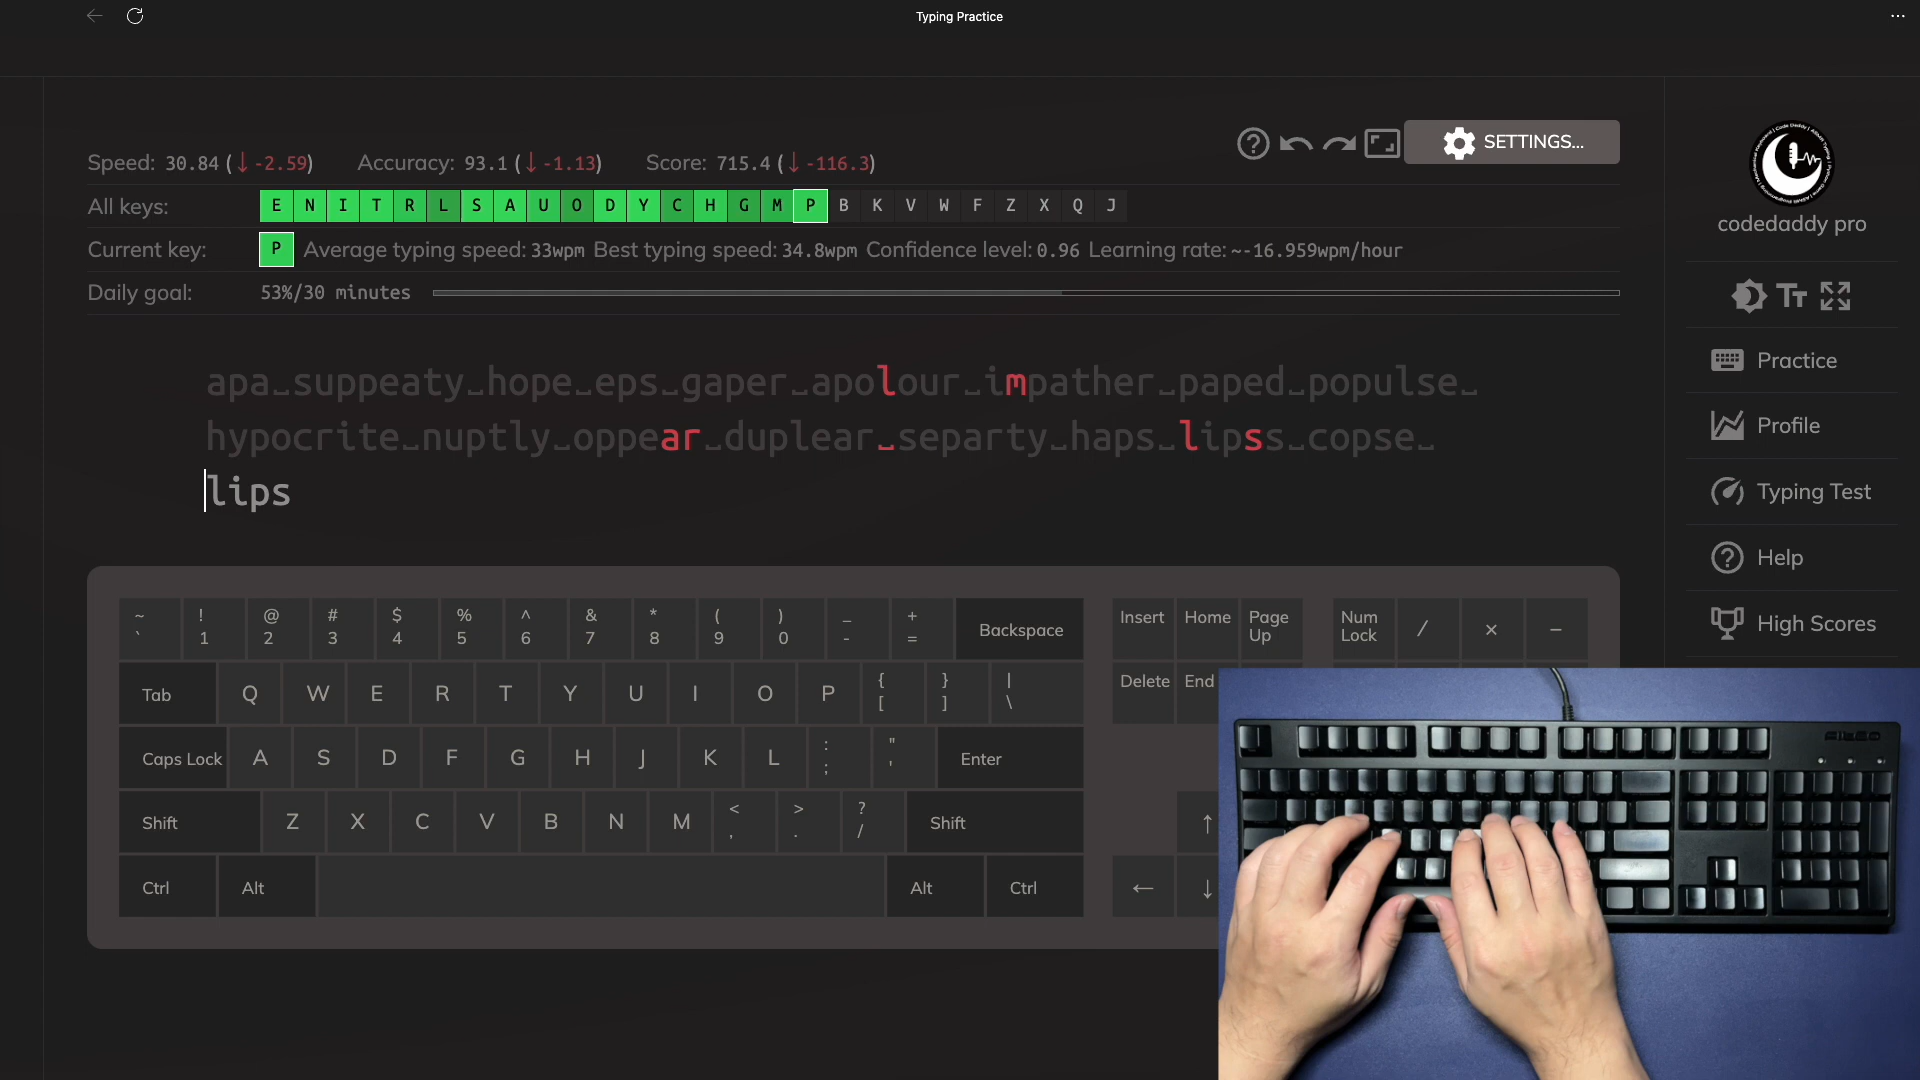 Typing Practice
Speed: 30.84 (↓-2.59) Accuracy: 93.1 (↓-1.13) Score: 715.4 (↓-116.3)
SETTINGS...
All keys: E N I T R L S A U O D Y C H G M P B K V W F Z X Q J
Current key: P Average typing speed: 33wpm Best typing speed: 34.8wpm Confidence level: 0.96 Learning rate: ~-16.959wpm/hour
Daily goal: 53%/30 minutes
apa␣suppeaty␣hope␣eps␣gaper␣apolour␣impather␣paped␣populse␣
hypocrite␣nuptly␣oppear␣duplear␣separty␣haps␣lipss␣copse␣
lips
codedaddy pro
Practice
Profile
Typing Test
Help
High Scores
~ ! @ # $ % ^ & * ( ) _ +
` 1 2 3 4 5 6 7 8 9 0 - = Backspace
Tab Q W E R T Y U I O P { } |
[ ] \
Caps Lock A S D F G H J K L : "
; ' Enter
Shift Z X C V B N M < > ?
, . / Shift
Ctrl Alt Alt Ctrl
Insert Home Page Up
Delete End
↑
← ↓
Num Lock / × −